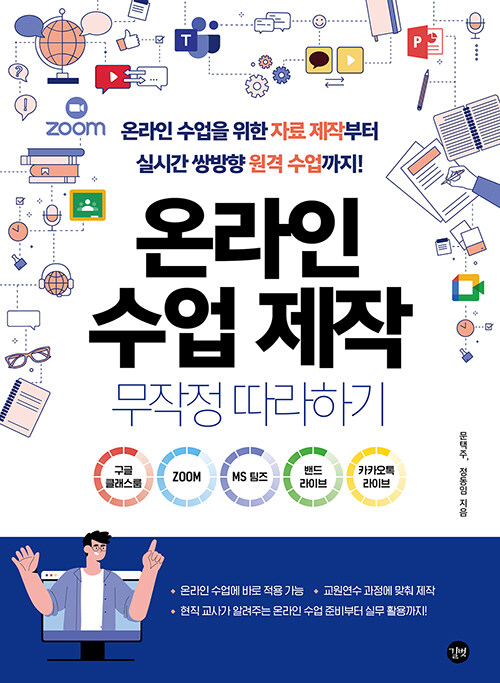 zoom
온라인 수업을 위한 자료 제작부터
실시간 쌍방향 원격 수업까지!
온라인
수업 제작
무작정 따라하기
구글
클래스룸
ZOOM
MS 팀즈
밴드
라이브
카카오톡
라이브
문택주, 정동임 지음
• 온라인 수업에 바로 적용 가능 • 교원연수 과정에 맞춰 제작
• 현직 교사가 알려주는 온라인 수업 준비부터 실무 활용까지!
길벗